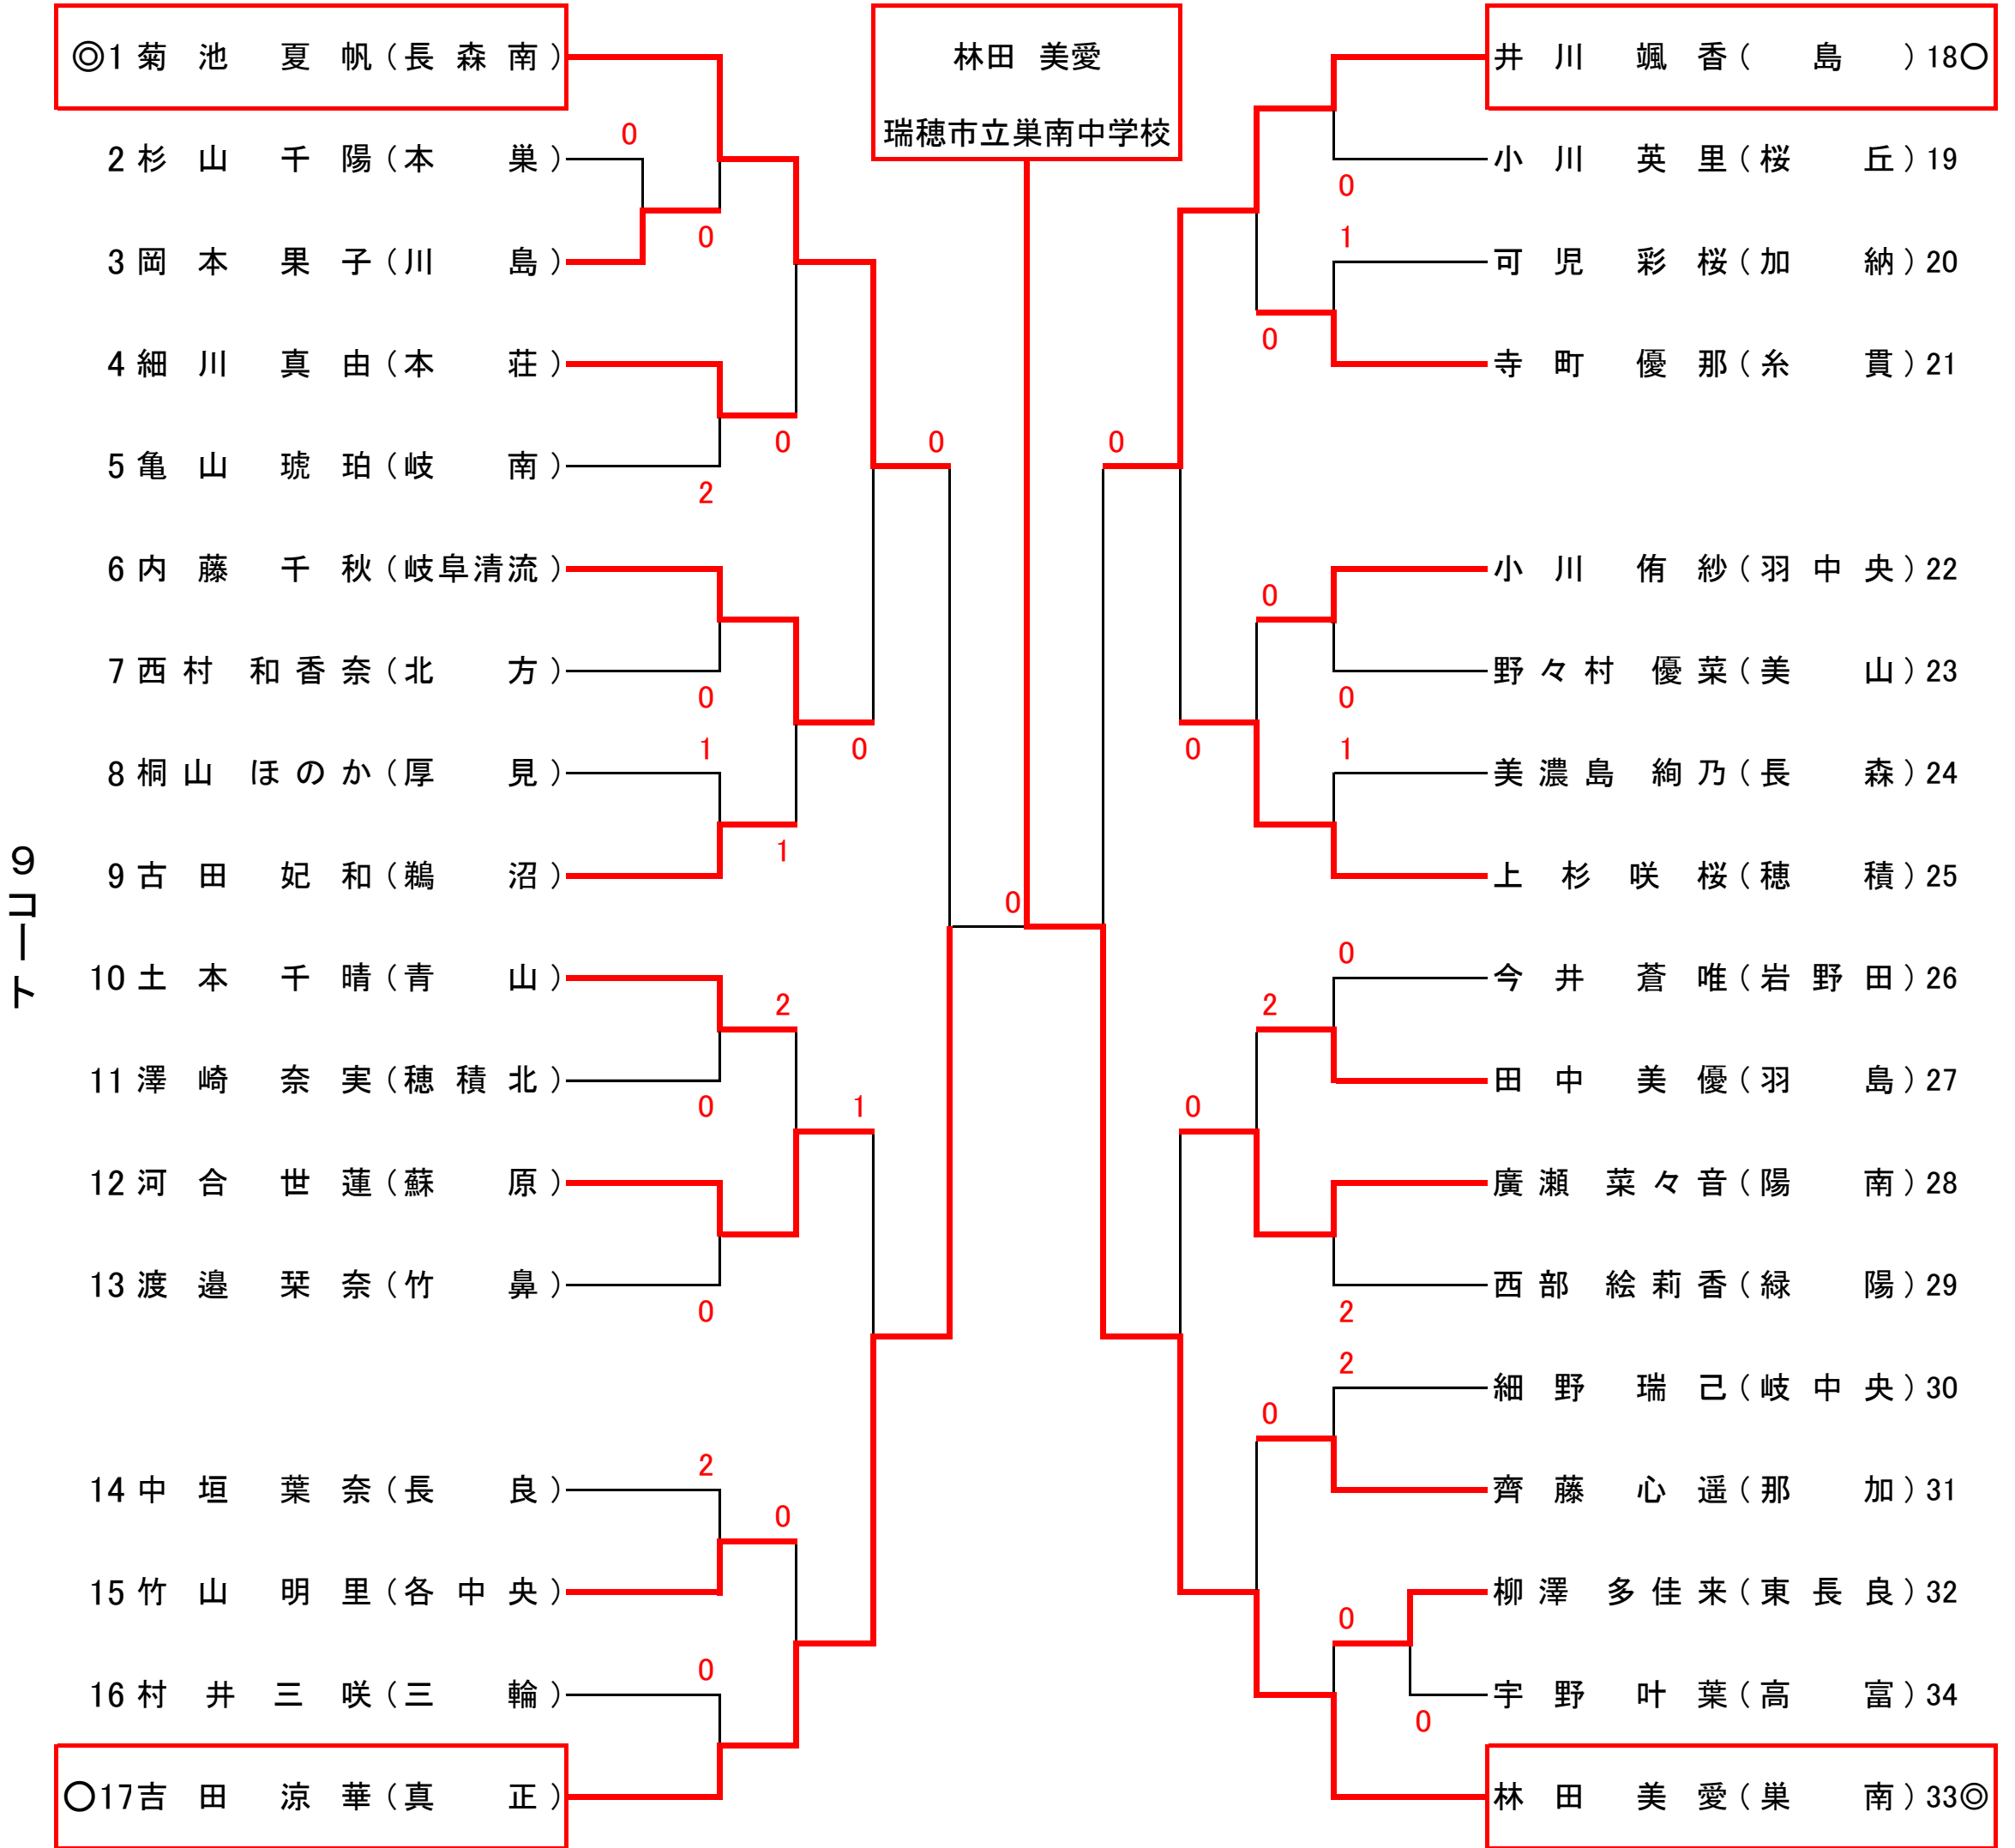 ◎1 菊池 夏帆(長森南)
2 杉山 千陽(本巣)
3 岡本 果子(川島)
4 細川 真由(本荘)
5 亀山 琥珀(岐南)
6 内藤 千秋(岐阜清流)
7 西村 和香奈(北方)
8 桐山 ほのか(厚見)
9 古田 妃和(鵜沼)
10 土本 千晴(青山)
11 澤崎 奈実(穂積北)
12 河合 世蓮(蘇原)
13 渡邉 栞奈(竹鼻)
14 中垣 葉奈(長良)
15 竹山 明里(各中央)
16 村井 三咲(三輪)
○17 吉田 涼華(真正)
9コート
0
0
0
2
0
1
0
1
0
2
0
1
0
2
0
0
0
林田 美愛
瑞穂市立巣南中学校
0
0
0
1
0
0
0
0
1
0
2
0
2
2
0
0
0
井川 颯香(島)18○
小川 英里(桜丘)19
可児 彩桜(加納)20
寺町 優那(糸貫)21
小川 侑紗(羽中央)22
野々村 優菜(美山)23
美濃島 絢乃(長森)24
上杉 咲桜(穂積)25
今井 蒼唯(岩野田)26
田中 美優(羽島)27
廣瀬 菜々音(陽南)28
西部 絵莉香(緑陽)29
細野 瑞己(岐中央)30
齊藤 心遥(那加)31
柳澤 多佳来(東長良)32
宇野 叶葉(高富)34
林田 美愛(巣南)33◎